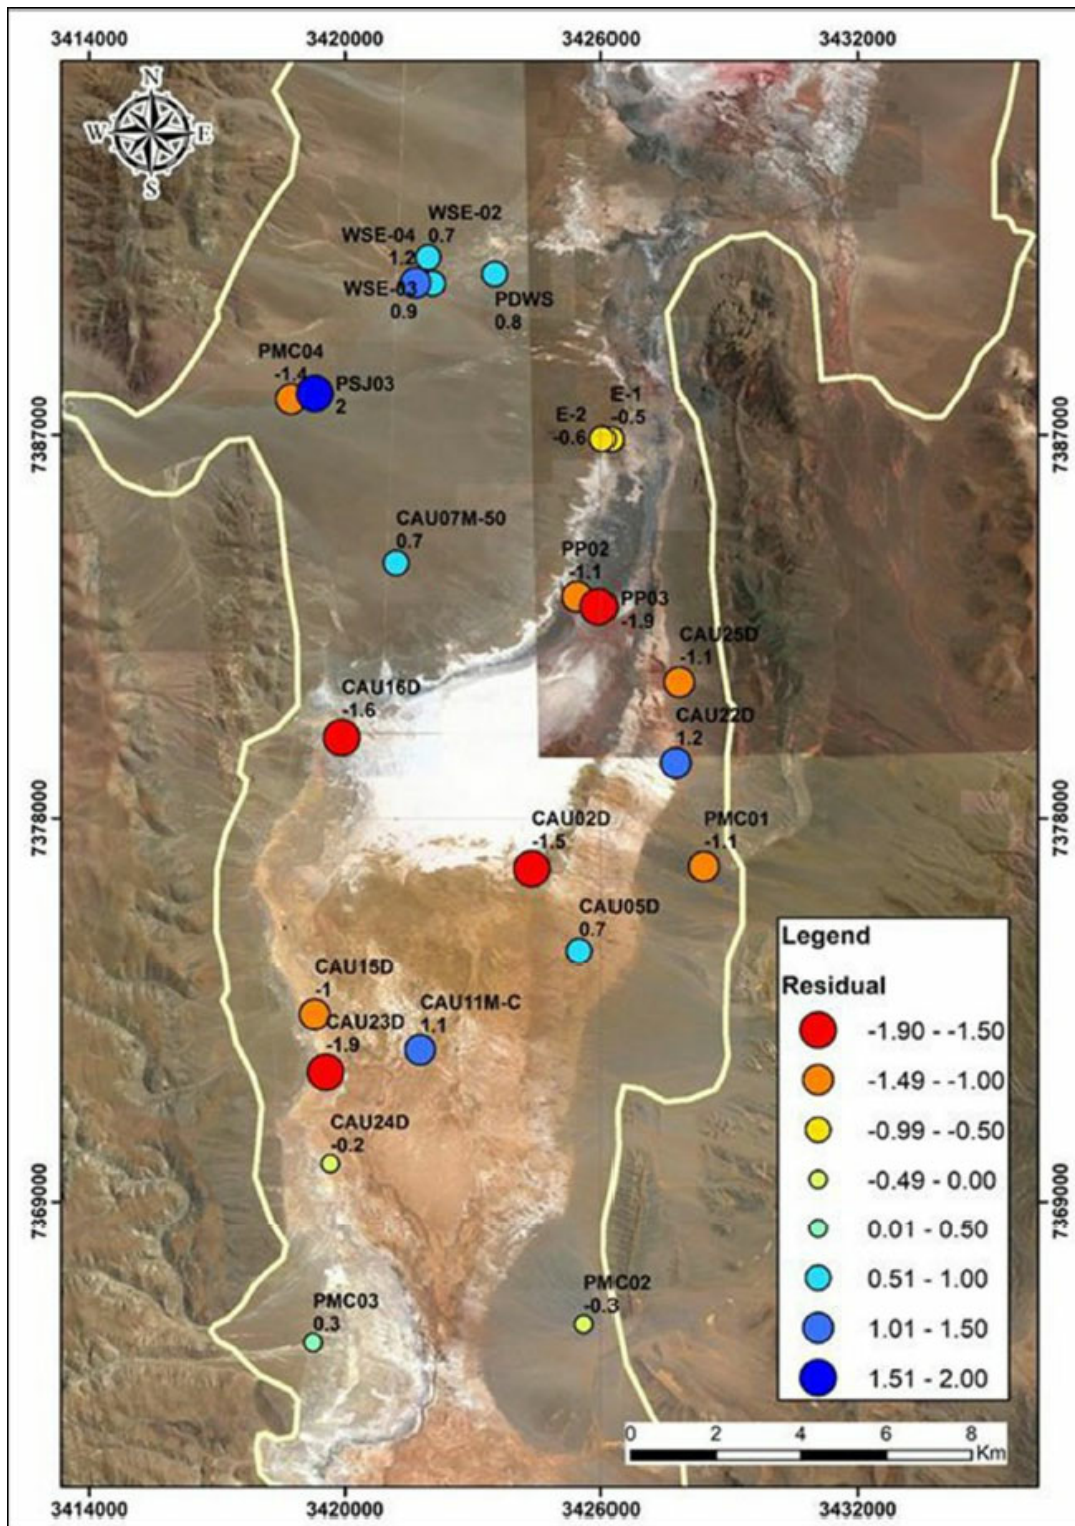 3414000 3420000 3426000 3432000
N
W E
S
WSE-02
0.7
WSE-04
1.2
WSE-03
0.9
PDWS
0.8
PMC04
-1.4
PSJ03
2
E-1
-0.5
E-2
-0.6
7387000 7387000
CAU07M-50
0.7
PP02
-1.1
PP03
-1.9
CAU25D
-1.1
CAU16D
-1.6
CAU22D
1.2
7378000 7378000
CAU02D
-1.5
PMC01
-1.1
CAU05D
0.7
CAU15D
-1
CAU11M-C
1.1
CAU23D
-1.9
CAU24D
-0.2
7369000 7369000
PMC02
-0.3
PMC03
0.3
Legend
Residual
-1.90 - -1.50
-1.49 - -1.00
-0.99 - -0.50
-0.49 - 0.00
0.01 - 0.50
0.51 - 1.00
1.01 - 1.50
1.51 - 2.00
0 2 4 6 8
Km
3414000 3420000 3426000 3432000